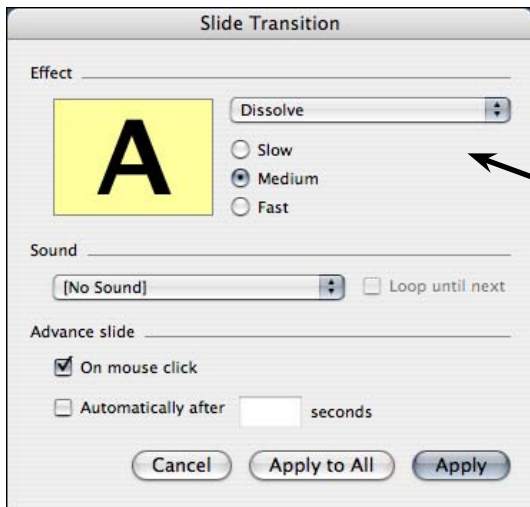 Slide Transition
Effect
A
Dissolve
Slow
Medium
Fast
Sound
[No Sound]
Loop until next
Advance slide
On mouse click
Automatically after seconds
Cancel Apply to All Apply